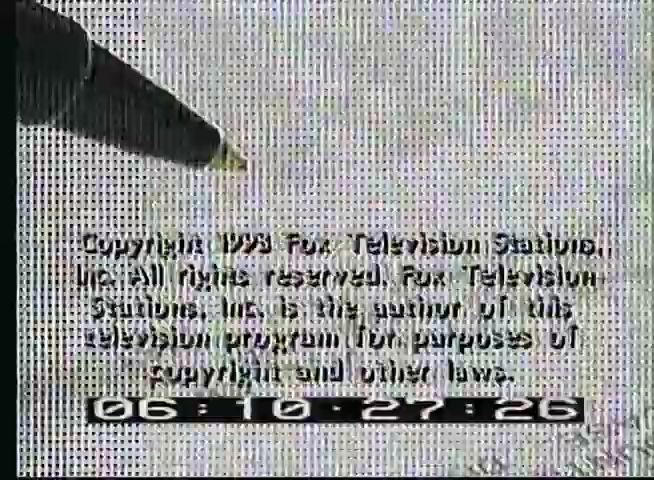 Copyright 1993 Fox Television Stations,
Inc. All rights reserved. Fox Television
Stations, Inc. is the author of this
television program for purposes of
copyright and other laws.
06:10:27:26